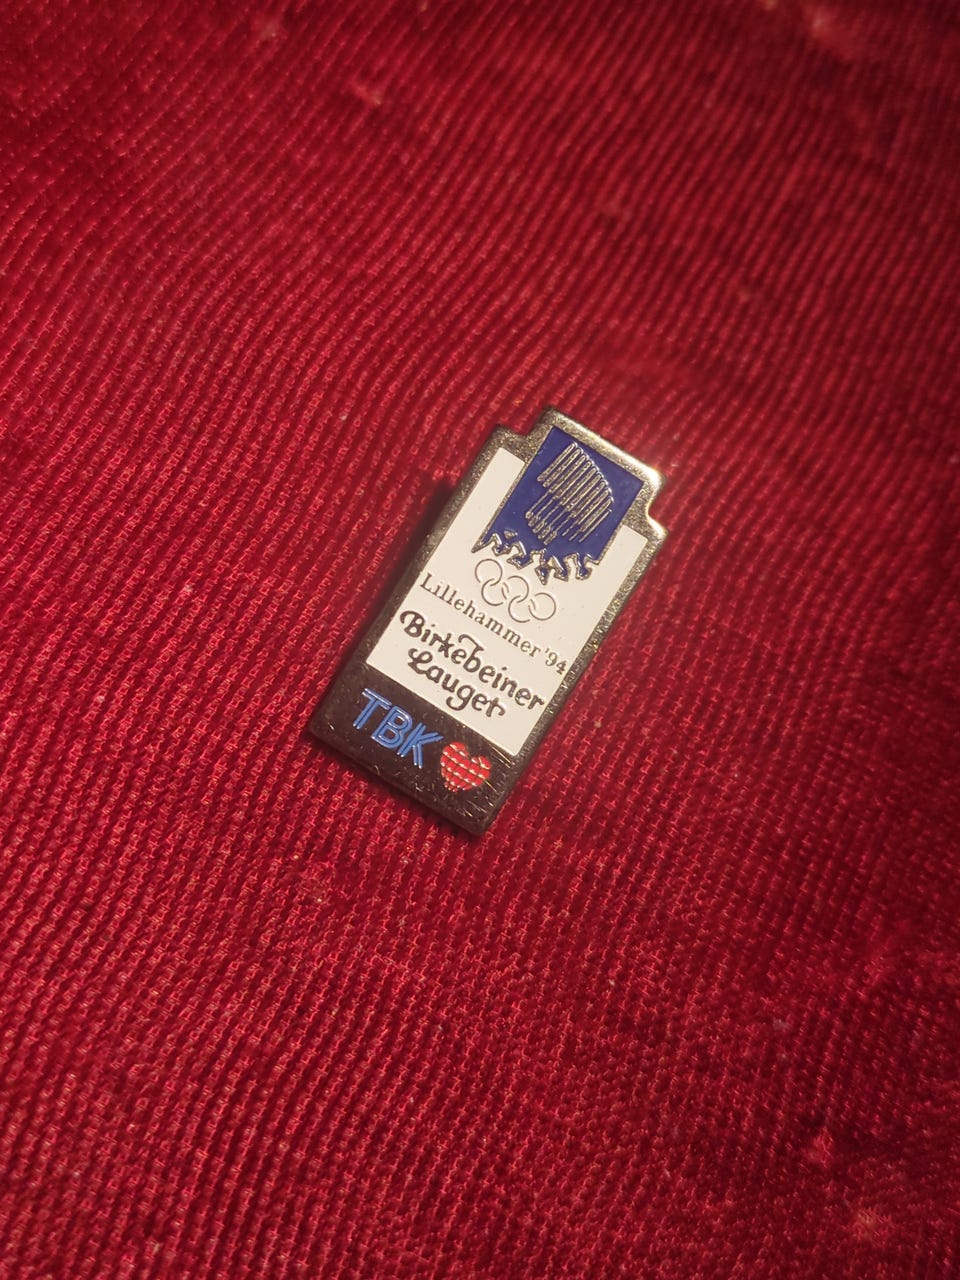 Lillehammer '94
Birkebeiner
Lauget
TBK